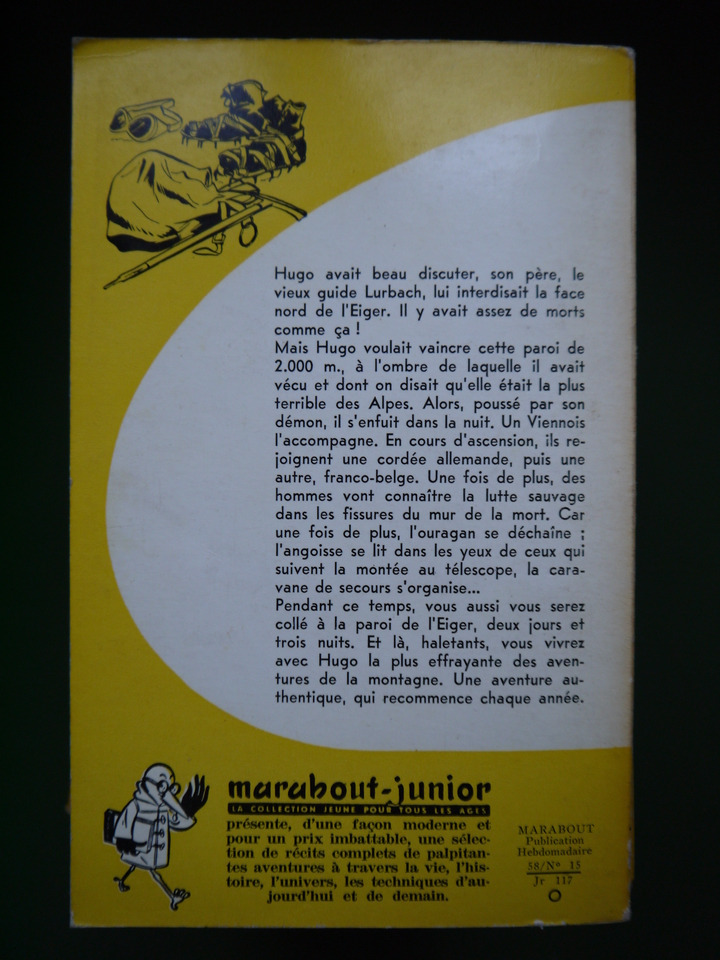 Hugo avait beau discuter, son père, le
vieux guide Lurbach, lui interdisait la face
nord de l'Eiger. Il y avait assez de morts
comme ça !
Mais Hugo voulait vaincre cette paroi de
2.000 m., à l'ombre de laquelle il avait
vécu et dont on disait qu'elle était la plus
terrible des Alpes. Alors, poussé par son
démon, il s'enfuit dans la nuit. Un Viennois
l'accompagne. En cours d'ascension, ils re-
joignent une cordée allemande, puis une
autre, franco-belge. Une fois de plus, des
hommes vont connaître la lutte sauvage
dans les fissures du mur de la mort. Car
une fois de plus, l'ouragan se déchaîne ;
l'angoisse se lit dans les yeux de ceux qui
suivent la montée au télescope, la cara-
vane de secours s'organise...
Pendant ce temps, vous aussi vous serez
collé à la paroi de l'Eiger, deux jours et
trois nuits. Et là, haletants, vous vivrez
avec Hugo la plus effrayante des aven-
tures de la montagne. Une aventure au-
thentique, qui recommence chaque année.
marabout-junior
LA COLLECTION JEUNE POUR TOUS LES AGES
présente, d'une façon moderne et
pour un prix imbattable, une sélec-
tion de récits complets de palpitan-
tes aventures à travers la vie, l'his-
toire, l'univers, les techniques d'au-
jourd'hui et de demain.
MARABOUT
Publication
Hebdomadaire
58/Nº 15
Jr 117